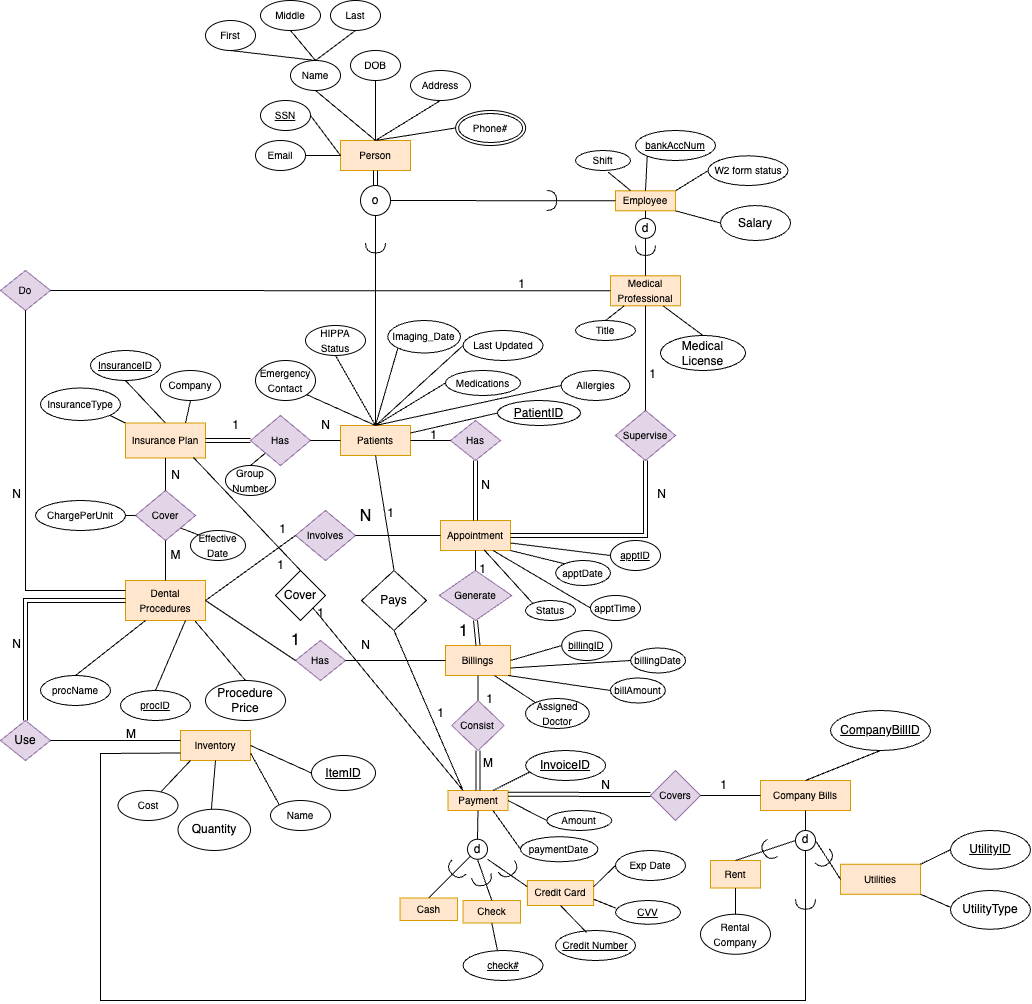 Middle
Last
First
Name
DOB
Address
SSN
Phone#
Email
Person
Shift
bankAccNum
W2 form status
o
Employee
Salary
d
Do
1
Medical
Professional
Title
Medical
License
HIPPA
Status
Imaging_Date
Last Updated
InsuranceID
Company
Emergency
Contact
Medications
Allergies
1
InsuranceType
PatientID
Insurance Plan
1
Has
N
Patients
1
Has
Supervise
Group
Number
N
N
N
N
ChargePerUnit
Cover
Effective
Date
1
N
1
Involves
Appointment
apptID
M
1
1
apptDate
Dental
Procedures
Cover
1
Pays
Generate
Status
apptTime
1
1
N
N
Has
Billings
billingID
billingDate
billAmount
procName
procID
Procedure
Price
1
1
Assigned
Doctor
Use
M
Inventory
Consist
CompanyBillID
M
ItemID
InvoiceID
N
Covers
1
Company Bills
Payment
Cost
Quantity
Name
Amount
paymentDate
d
d
Exp Date
UtilityID
Rent
Utilities
Cash
Check
Credit Card
CVV
UtilityType
Credit Number
Rental
Company
check#